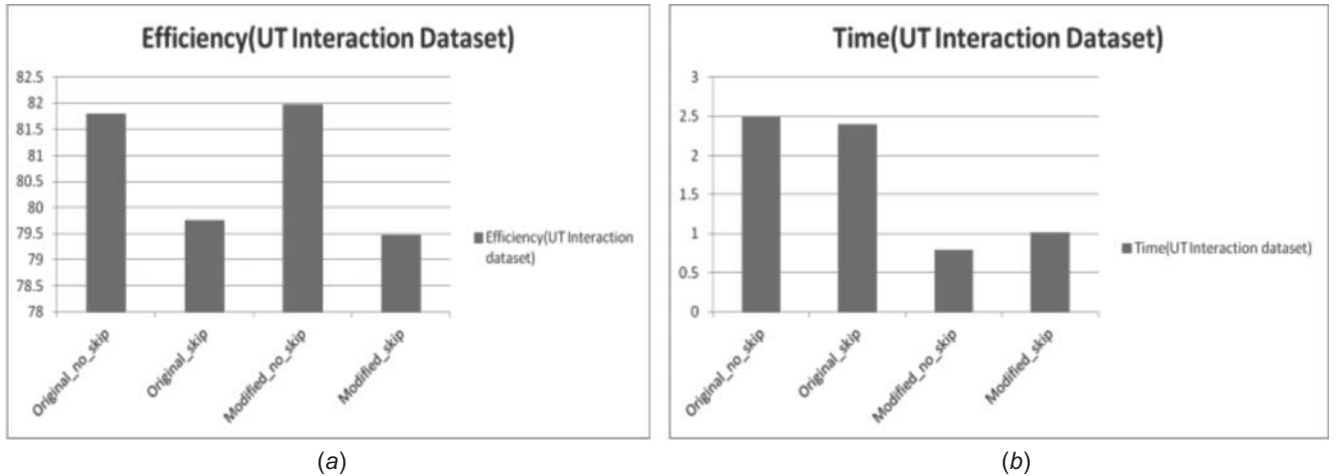 Efficiency(UT Interaction Dataset)
82.5
82
81.5
81
80.5
80
79.5
79
78.5
78
Original_no_skip
Original_skip
Modified_no_skip
Modified_skip
Efficiency(UT Interaction
dataset)
(a)
Time(UT Interaction Dataset)
3
2.5
2
1.5
1
0.5
0
Original_no_skip
Original_skip
Modified_no_skip
Modified_skip
Time(UT Interaction dataset)
(b)